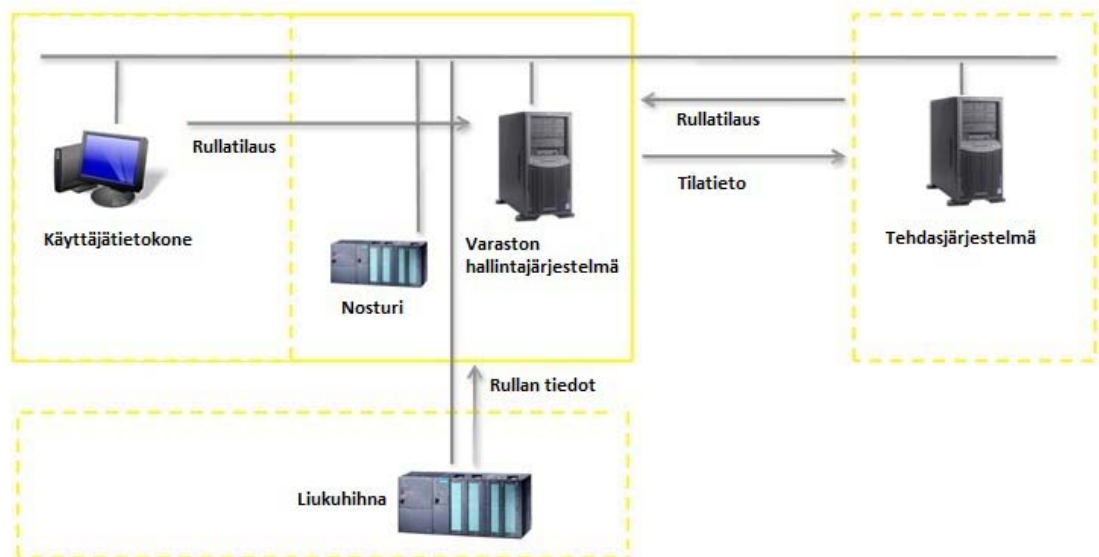 Rullatilaus
Rullatilaus
Tilatieto
Käyttäjätietokone
Varaston
hallintajärjestelmä
Tehdasjärjestelmä
Nosturi
Rullan tiedot
Liukuhihna